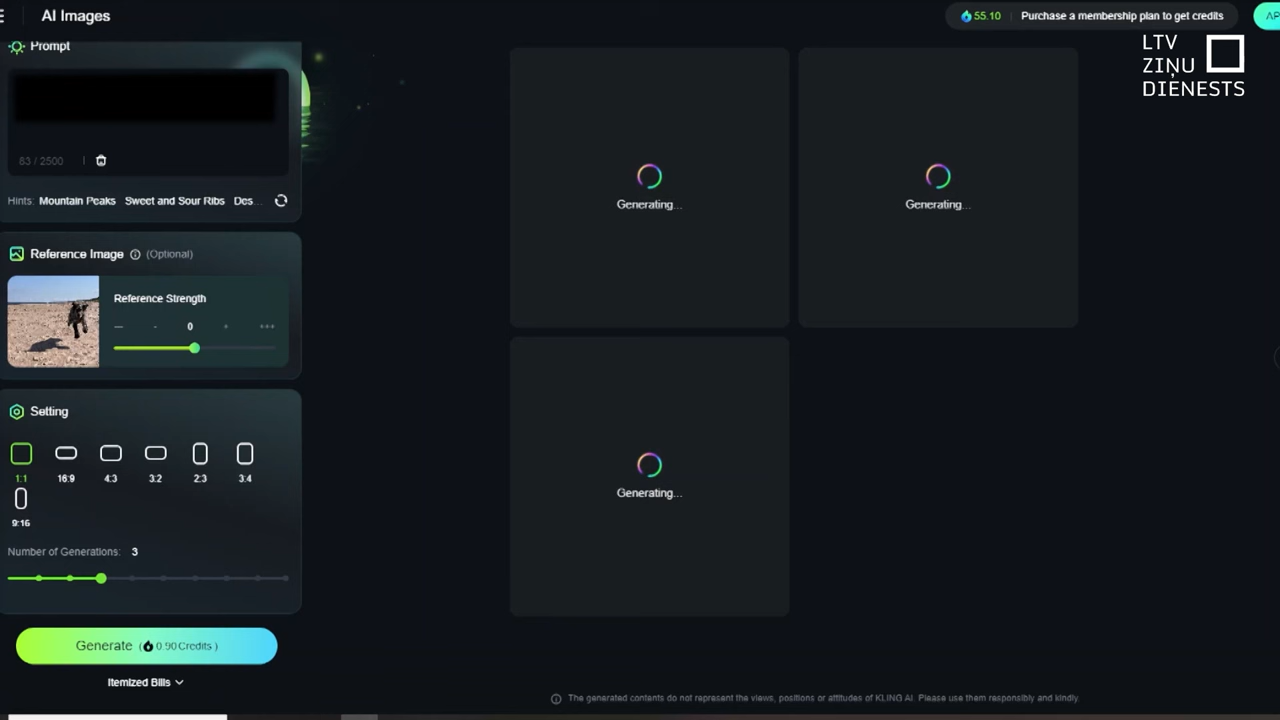 AI Images
55.10 | Purchase a membership plan to get credits
LTV
ZIŅU
DIENESTS
Prompt
83 / 2500
Hints: Mountain Peaks Sweet and Sour Ribs Des...
Reference Image (Optional)
Reference Strength
0
Setting
1:1 16:9 4:3 3:2 2:3 3:4
9:16
Number of Generations: 3
Generate ( 0.90 Credits )
Itemized Bills
Generating...
Generating...
Generating...
The generated contents do not represent the views, positions or attitudes of KLING AI. Please use them responsibly and kindly.